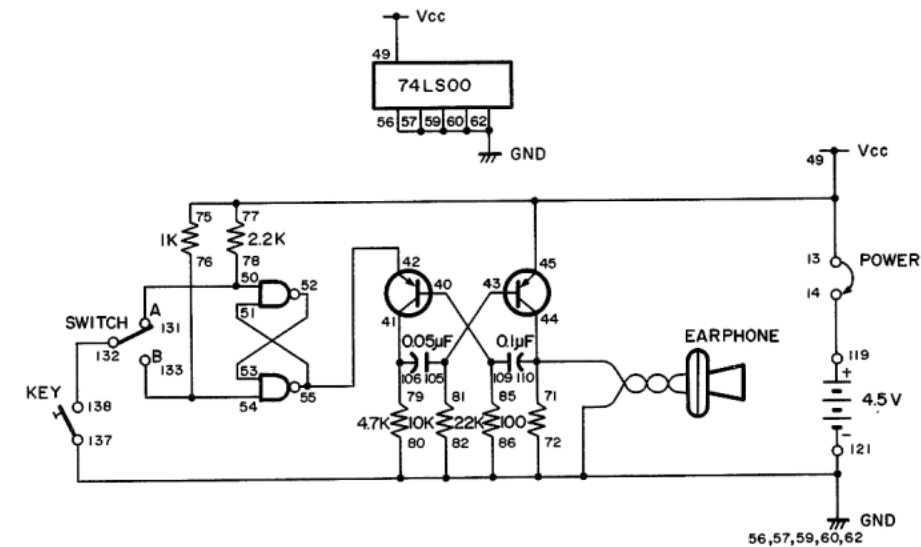 Vcc
49
74LS00
56 57 59 60 62
GND
49 Vcc
75 77
1K 2.2K
76 78
42 45
13 POWER
14
50 52
51
40 43
41 44
A
SWITCH 131
132
B
133
0.05µF 0.1µF
106 105 109 110
EARPHONE
53
54 55
119
+
4.5V
-
121
KEY
138
137
79 81 85 71
4.7K 10K 22K 100
80 82 86 72
GND
56,57,59,60,62